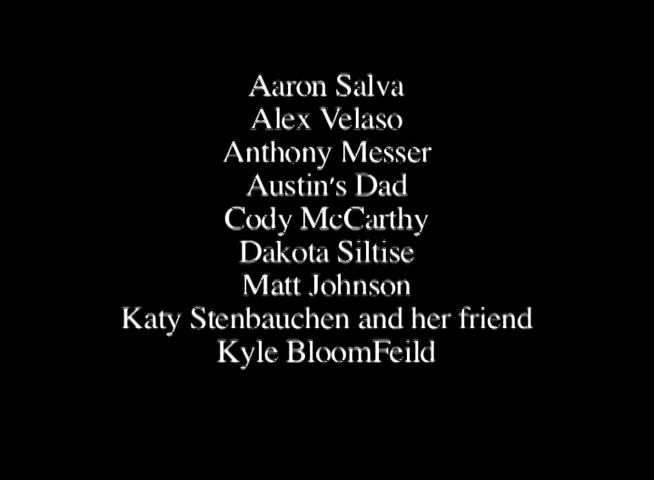 Aaron Salva
Alex Velaso
Anthony Messer
Austin's Dad
Cody McCarthy
Dakota Siltise
Matt Johnson
Katy Stenbauchen and her friend
Kyle BloomFeild